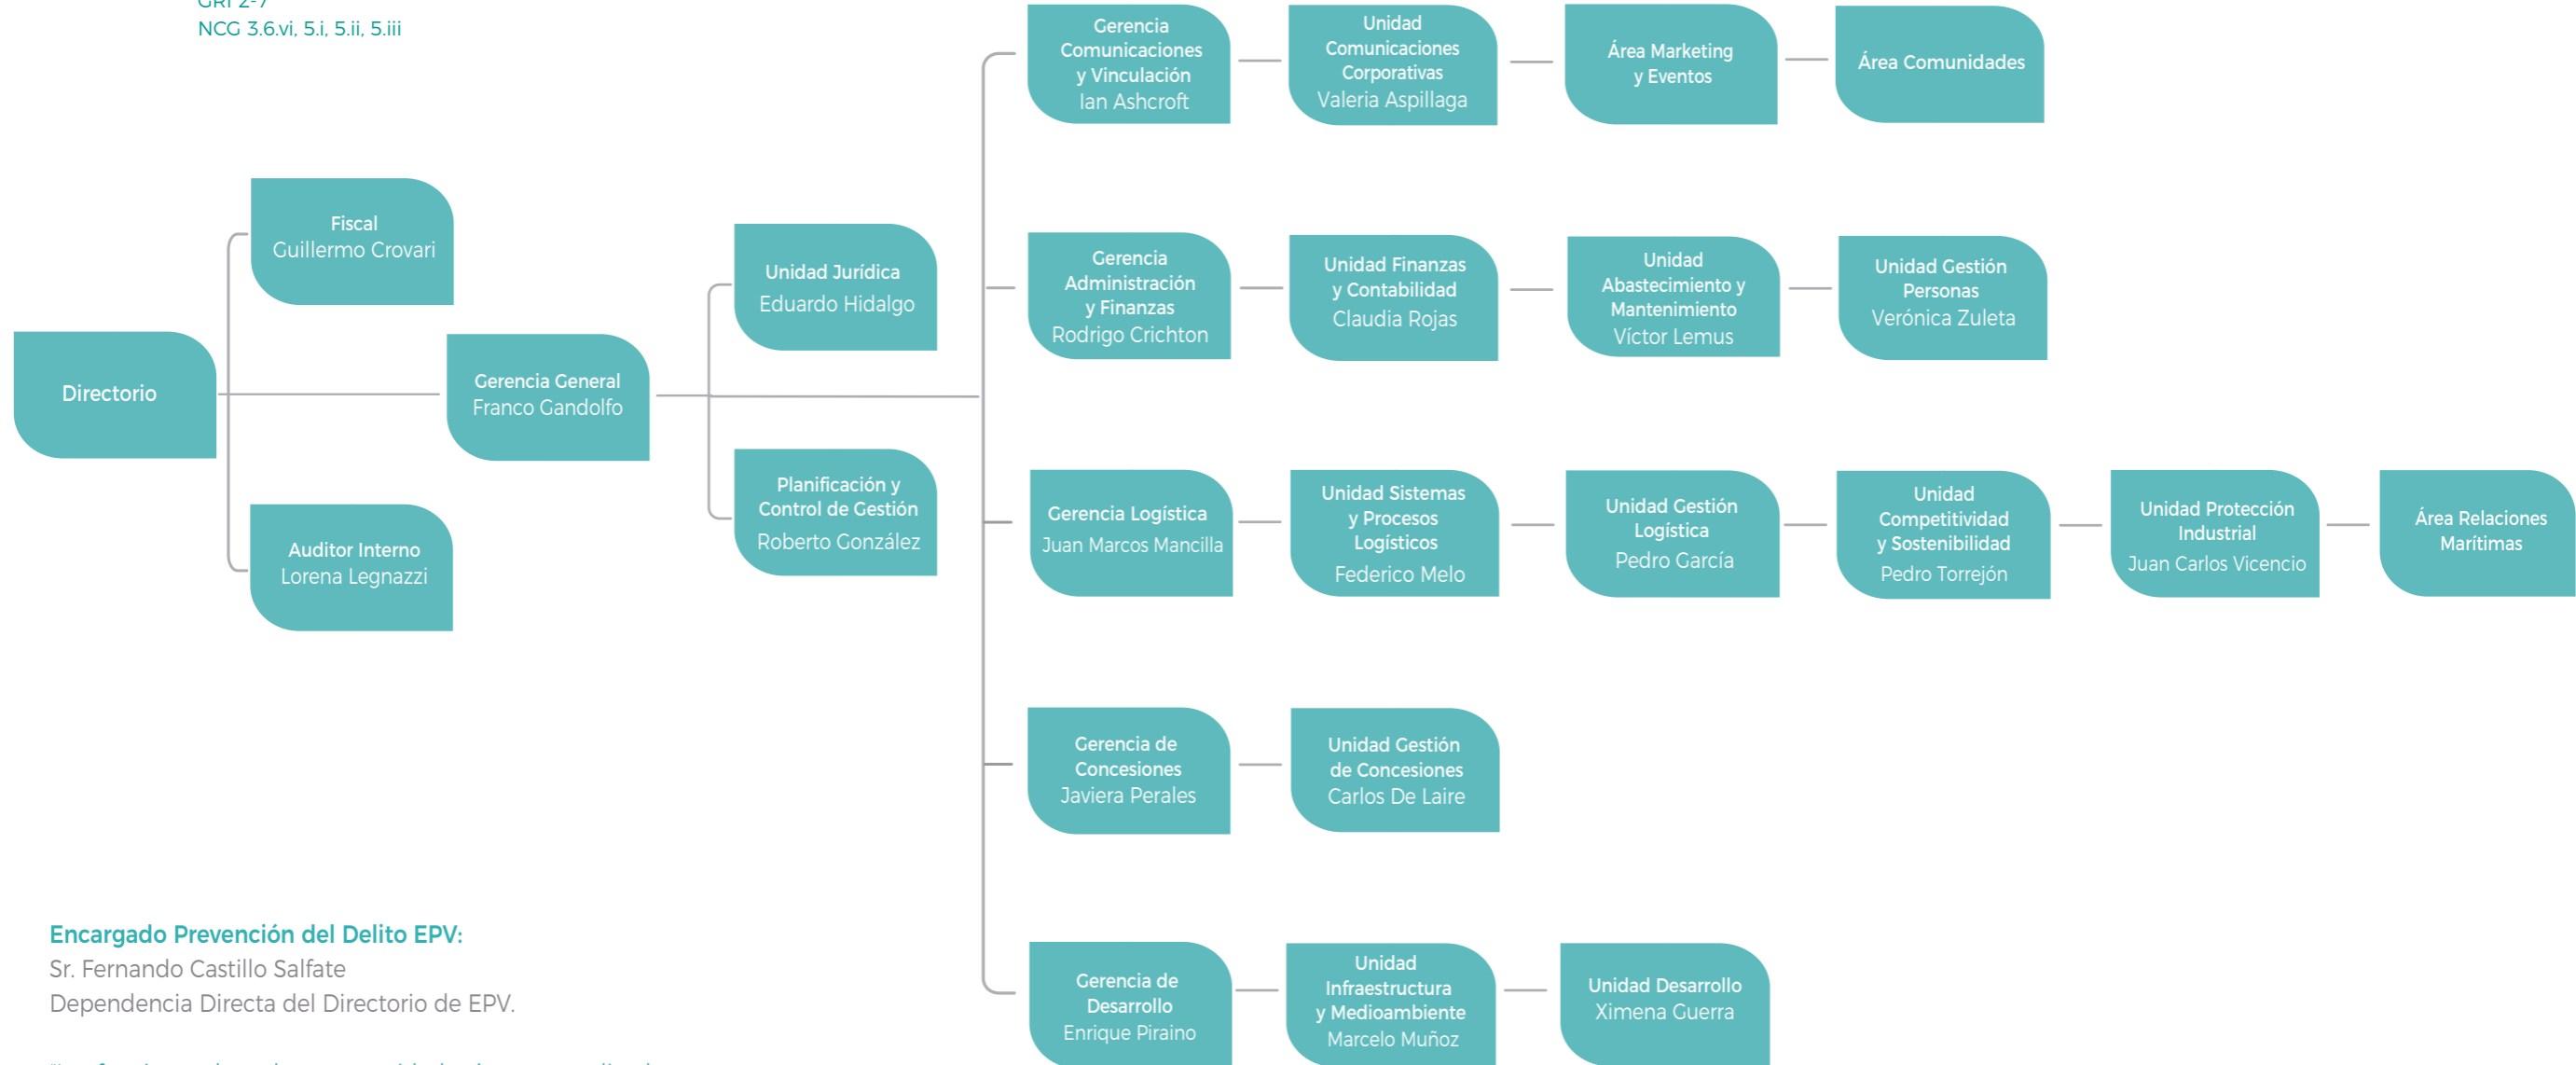 GRI 2-7
NCG 3.6.vi, 5.i, 5.ii, 5.iii
Directorio
Fiscal
Guillermo Crovari
Auditor Interno
Lorena Legnazzi
Gerencia General
Franco Gandolfo
Unidad Jurídica
Eduardo Hidalgo
Planificación y
Control de Gestión
Roberto González
Gerencia
Comunicaciones
y Vinculación
Ian Ashcroft
Unidad
Comunicaciones
Corporativas
Valeria Aspillaga
Área Marketing
y Eventos
Área Comunidades
Gerencia
Administración
y Finanzas
Rodrigo Crichton
Unidad Finanzas
y Contabilidad
Claudia Rojas
Unidad
Abastecimiento y
Mantenimiento
Víctor Lemus
Unidad Gestión
Personas
Verónica Zuleta
Gerencia Logística
Juan Marcos Mancilla
Unidad Sistemas
y Procesos
Logísticos
Federico Melo
Unidad Gestión
Logística
Pedro García
Unidad
Competitividad
y Sostenibilidad
Pedro Torrejón
Unidad Protección
Industrial
Juan Carlos Vicencio
Área Relaciones
Marítimas
Gerencia de
Concesiones
Javiera Perales
Unidad Gestión
de Concesiones
Carlos De Laire
Gerencia de
Desarrollo
Enrique Piraino
Unidad
Infraestructura
y Medioambiente
Marcelo Muñoz
Unidad Desarrollo
Ximena Guerra
Encargado Prevención del Delito EPV:
Sr. Fernando Castillo Salfate
Dependencia Directa del Directorio de EPV.